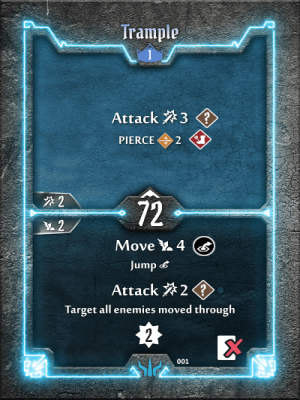 Trample
1
Attack 3 ?
PIERCE 2
2
72
2
Move 4
Jump
Attack 2 ?
Target all enemies moved through
2
001